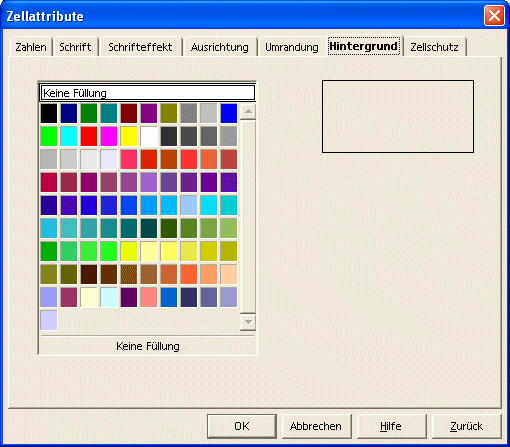 Zellattribute
Zahlen Schrift Schrifteffekt Ausrichtung Umrandung Hintergrund Zellschutz
Keine Füllung
Keine Füllung
OK Abbrechen Hilfe Zurück